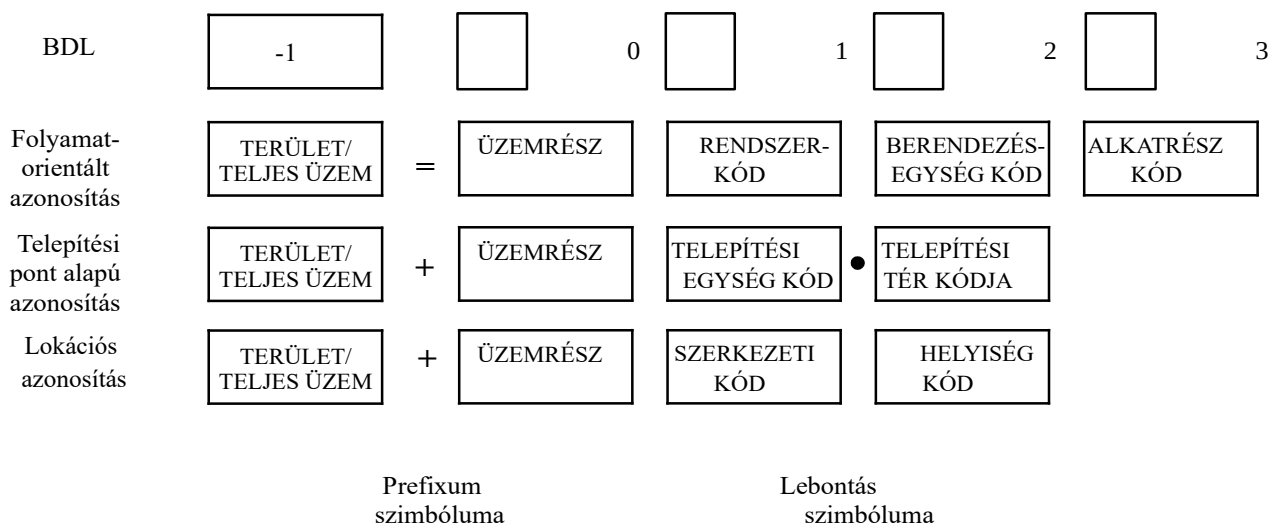 BDL -1 0 1 2 3
Folyamat-
orientált
azonosítás
TERÜLET/
TELJES ÜZEM
=
ÜZEMRÉSZ
RENDSZER-
KÓD
BERENDEZÉS-
EGYSÉG KÓD
ALKATRÉSZ
KÓD
Telepítési
pont alapú
azonosítás
TERÜLET/
TELJES ÜZEM
+
ÜZEMRÉSZ
TELEPÍTÉSI
EGYSÉG KÓD
•
TELEPÍTÉSI
TÉR KÓDJA
Lokációs
azonosítás
TERÜLET/
TELJES ÜZEM
+
ÜZEMRÉSZ
SZERKEZETI
KÓD
HELYISÉG
KÓD
Prefixum
szimbóluma
Lebontás
szimbóluma